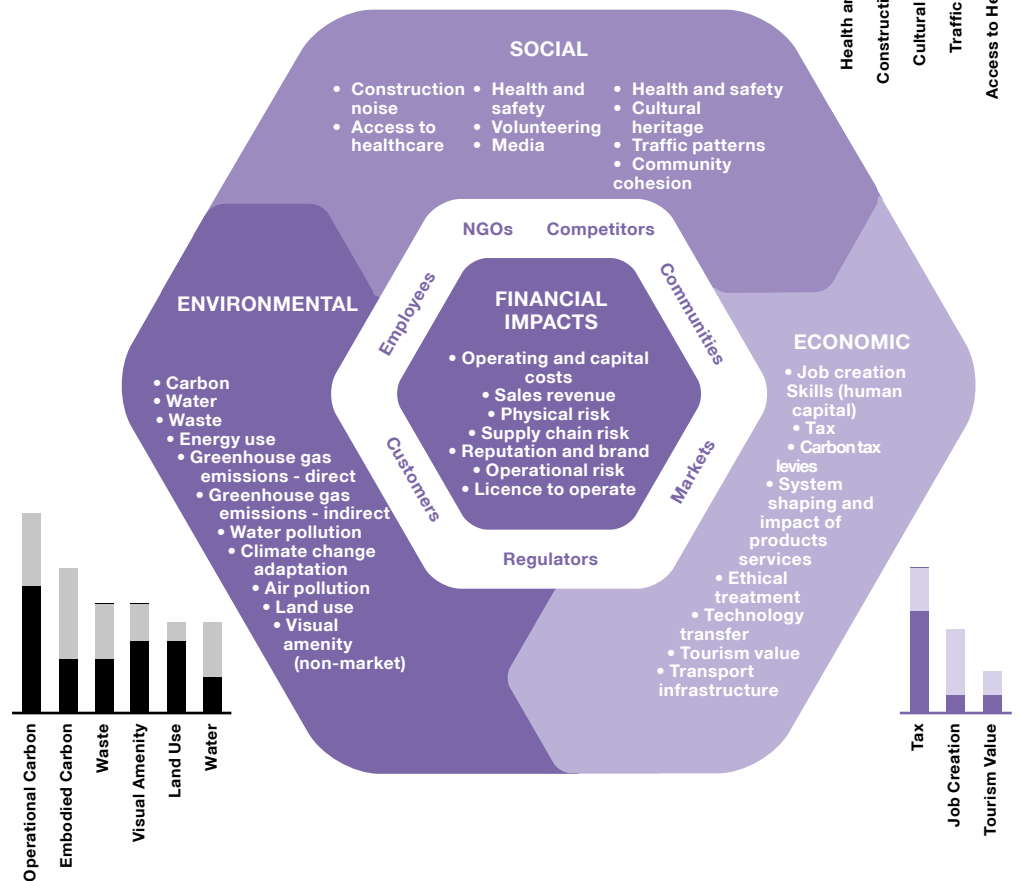 SOCIAL
• Construction
noise
• Access to
healthcare
• Health and
safety
• Volunteering
• Media
• Health and safety
• Cultural
heritage
• Traffic patterns
• Community
cohesion
NGOs
Competitors
Employees
Communities
Customers
Markets
Regulators
FINANCIAL
IMPACTS
• Operating and capital
costs
• Sales revenue
• Physical risk
• Supply chain risk
• Reputation and brand
• Operational risk
• Licence to operate
ENVIRONMENTAL
• Carbon
• Water
• Waste
• Energy use
• Greenhouse gas
emissions - direct
• Greenhouse gas
emissions - indirect
• Water pollution
• Climate change
adaptation
• Air pollution
• Land use
• Visual
amenity
(non-market)
ECONOMIC
• Job creation
Skills (human
capital)
• Tax
• Carbon tax
levies
• System
shaping and
impact of
products
services
• Ethical
treatment
• Technology
transfer
• Tourism value
• Transport
infrastructure
Operational Carbon
Embodied Carbon
Waste
Visual Amenity
Land Use
Water
Tax
Job Creation
Tourism Value
Health
Cultural
Traffic
Access to